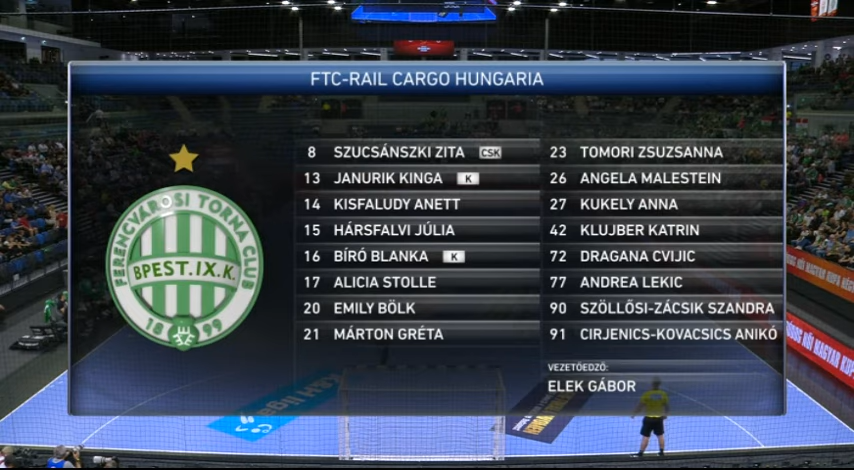 FTC-RAIL CARGO HUNGARIA
FERENCVÁROSI TORNA CLUB
BPEST.IX.K.
18 99
8 SZUCSÁNSZKI ZITA CSK
13 JANURIK KINGA K
14 KISFALUDY ANETT
15 HÁRSFALVI JÚLIA
16 BÍRÓ BLANKA K
17 ALICIA STOLLE
20 EMILY BÖLK
21 MÁRTON GRÉTA
23 TOMORI ZSUZSANNA
26 ANGELA MALESTEIN
27 KUKELY ANNA
42 KLUJBER KATRIN
72 DRAGANA CVIJIC
77 ANDREA LEKIC
90 SZÖLLŐSI-ZÁCSIK SZANDRA
91 CIRJENICS-KOVACSICS ANIKÓ
VEZETŐEDZŐ:
ELEK GÁBOR